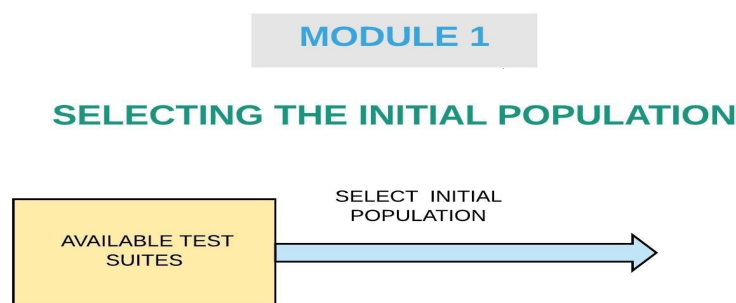 MODULE 1
SELECTING THE INITIAL POPULATION
SELECT INITIAL
POPULATION
AVAILABLE TEST
SUITES